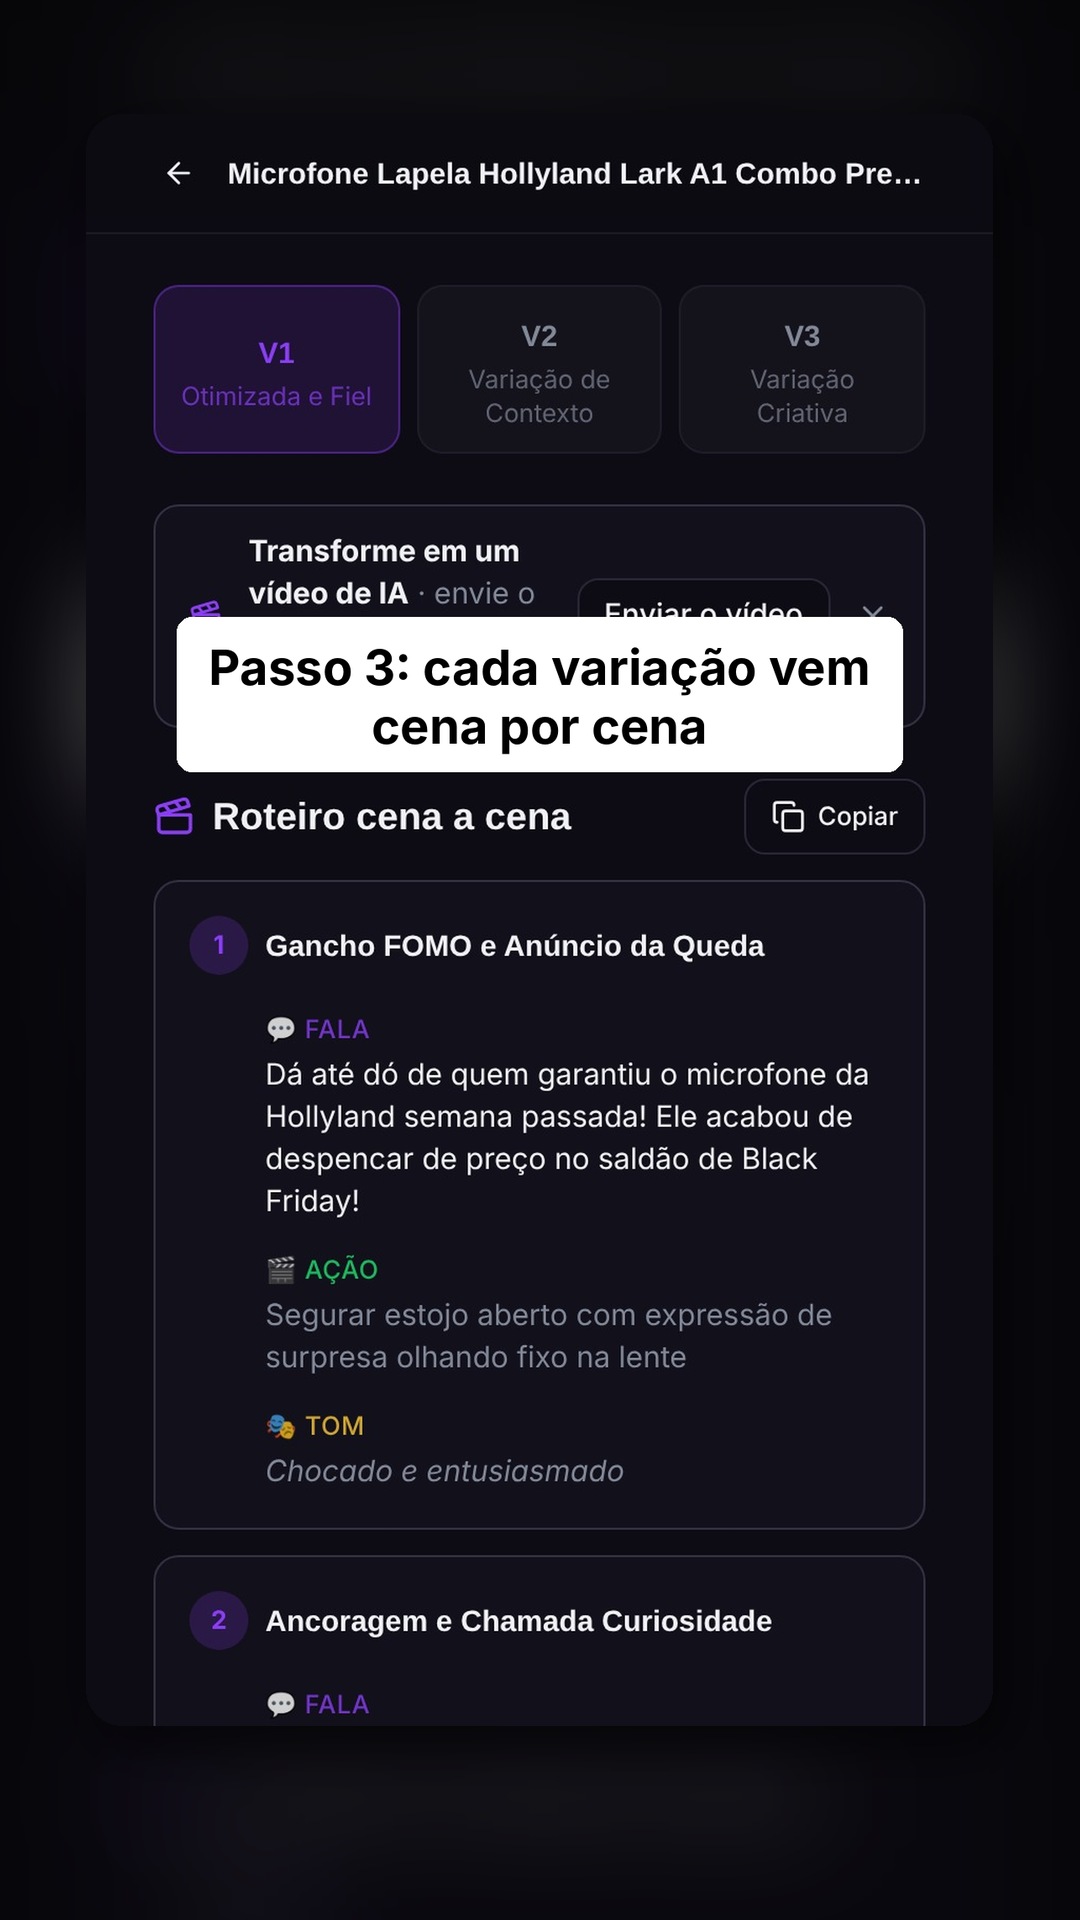 Microfone Lapela Hollyland Lark A1 Combo Pre...
V1
Otimizada e Fiel
V2
Variação de
Contexto
V3
Variação
Criativa
Transforme em um
vídeo de IA · envie o
Enviar o vídeo
Passo 3: cada variação vem
cena por cena
Roteiro cena a cena
Copiar
1
Gancho FOMO e Anúncio da Queda
💬 FALA
Dá até dó de quem garantiu o microfone da
Hollyland semana passada! Ele acabou de
despencar de preço no saldão de Black
Friday!
🎬 AÇÃO
Segurar estojo aberto com expressão de
surpresa olhando fixo na lente
🎭 TOM
Chocado e entusiasmado
2
Ancoragem e Chamada Curiosidade
💬 FALA